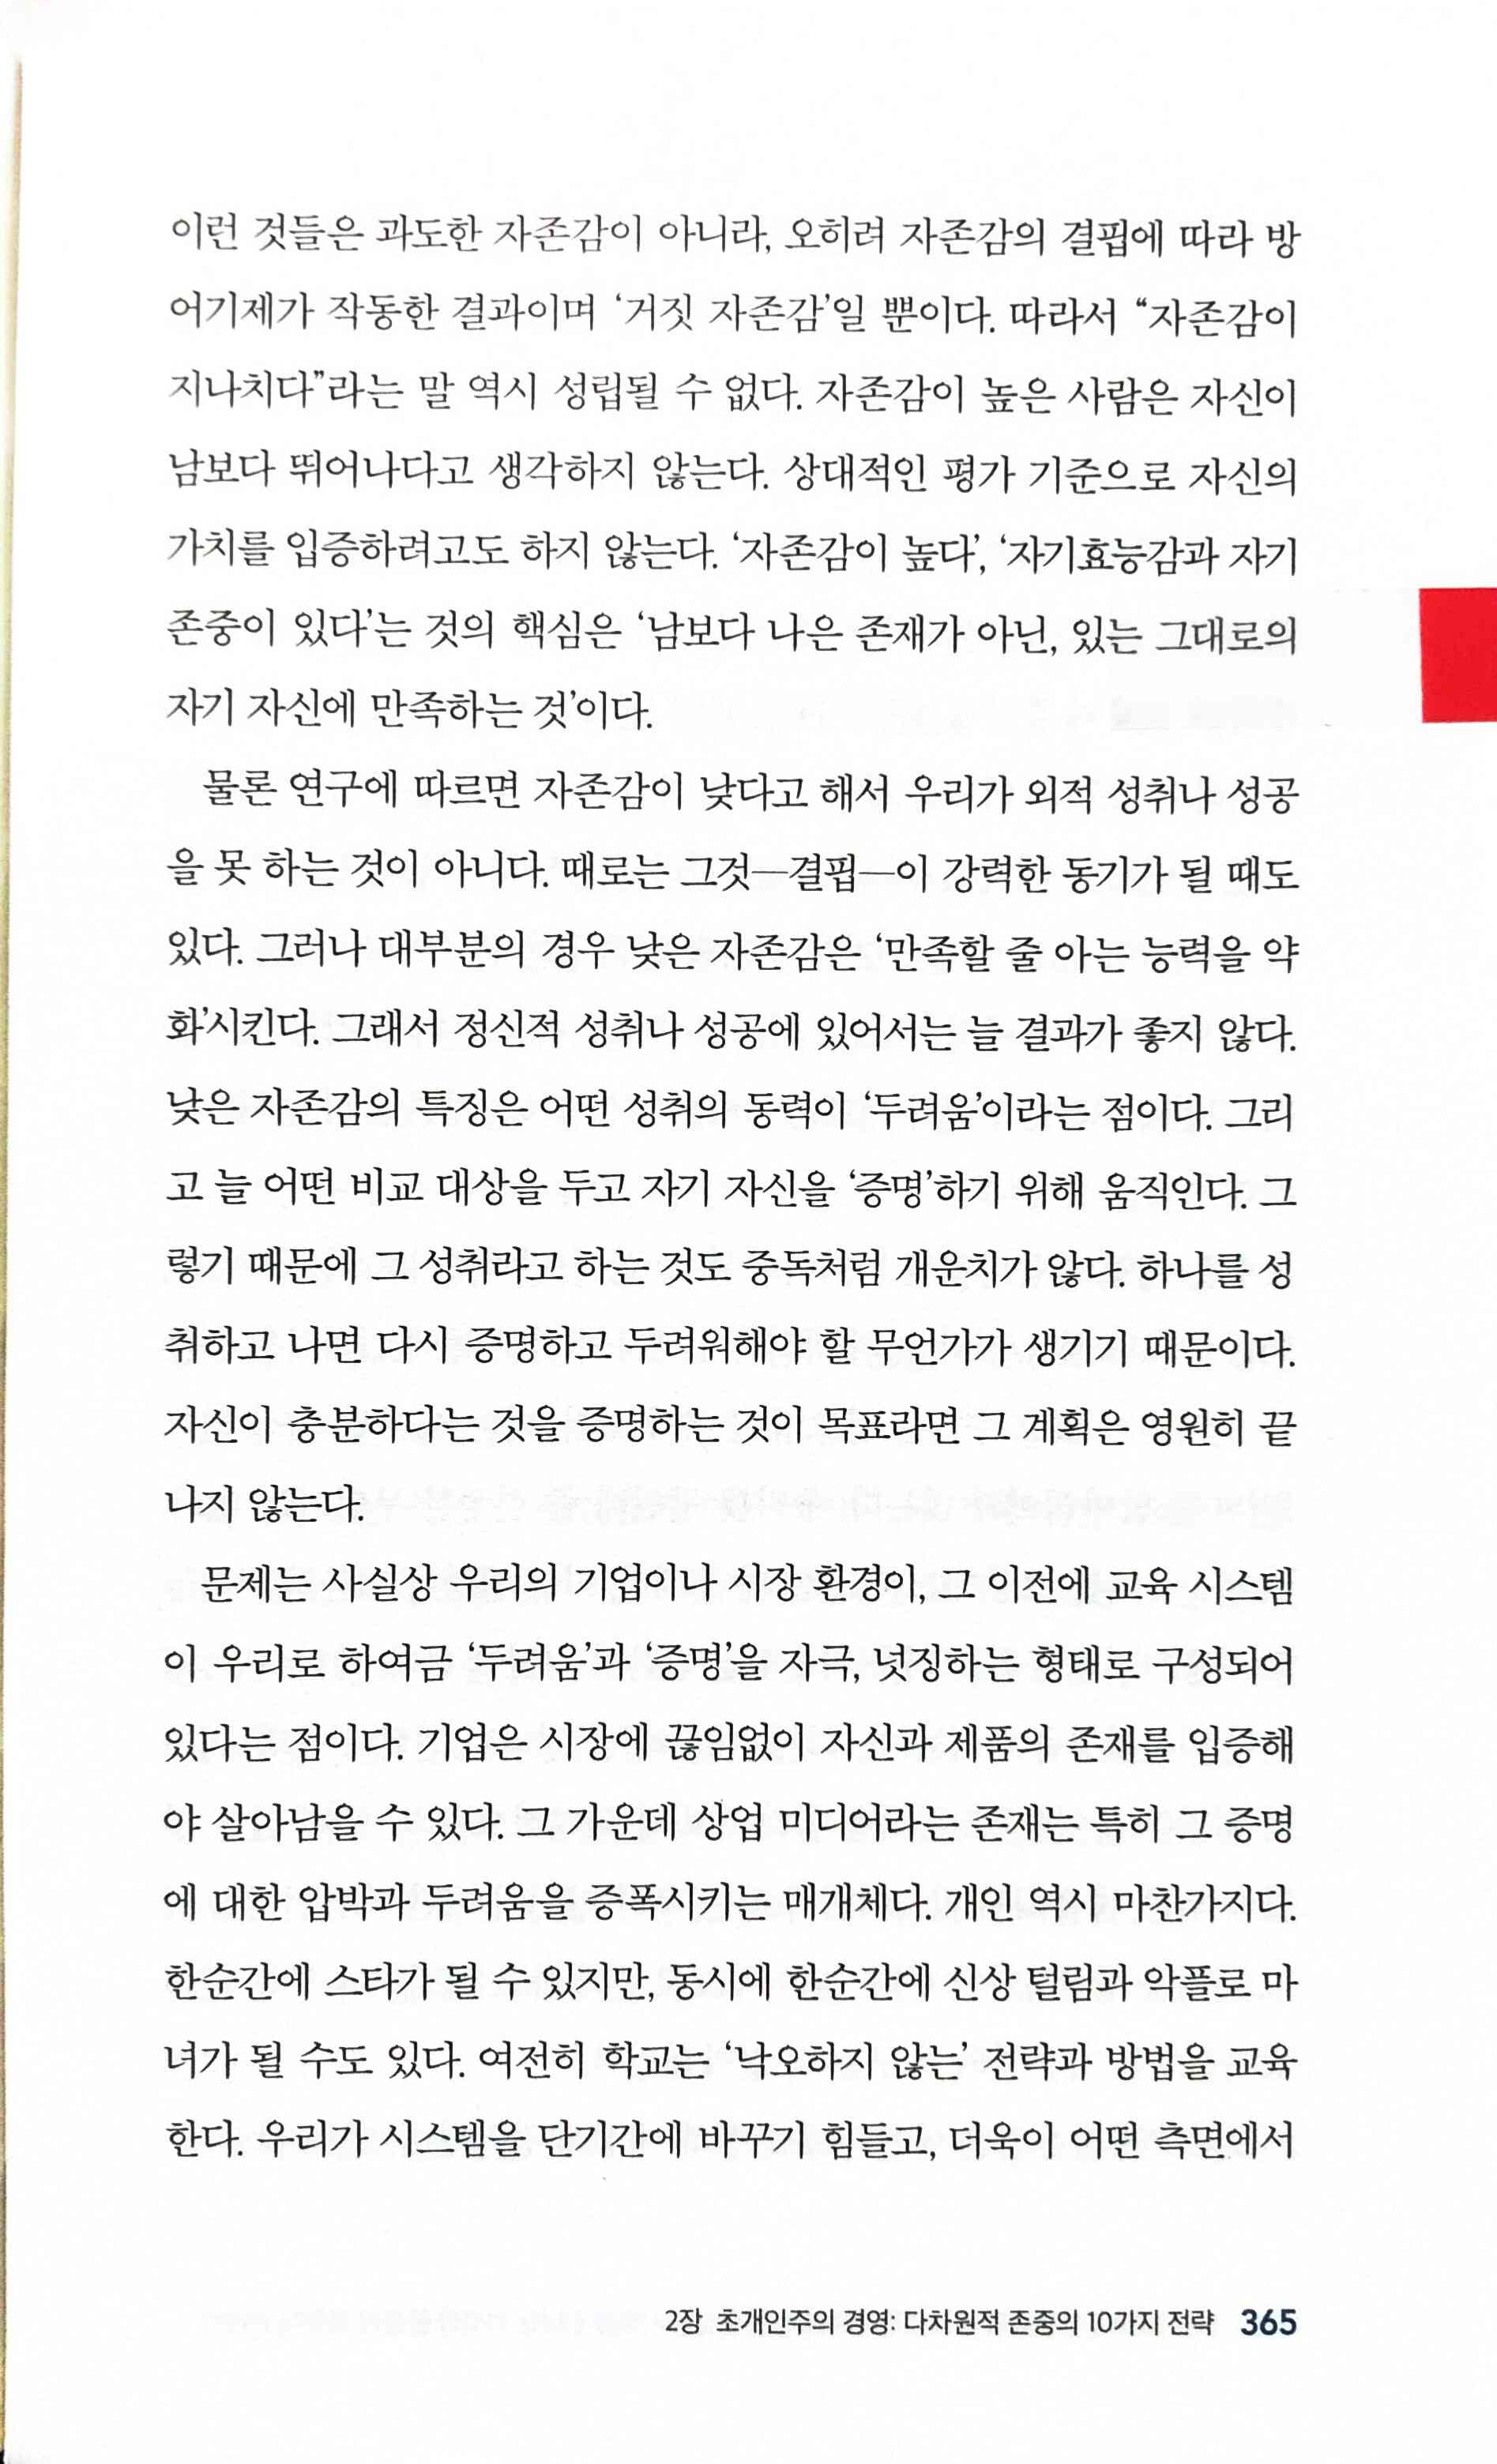 이런 것들은 과도한 자존감이 아니라, 오히려 자존감의 결핍에 따라 방
어기제가 작동한 결과이며 ‘거짓 자존감’일 뿐이다. 따라서 “자존감이
지나치다”라는 말 역시 성립될 수 없다. 자존감이 높은 사람은 자신이
남보다 뛰어나다고 생각하지 않는다. 상대적인 평가 기준으로 자신의
가치를 입증하려고도 하지 않는다. ‘자존감이 높다’, ‘자기효능감과 자기
존중이 있다’는 것의 핵심은 ‘남보다 나은 존재가 아닌, 있는 그대로의
자기 자신에 만족하는 것’이다.
물론 연구에 따르면 자존감이 낮다고 해서 우리가 외적 성취나 성공
을 못 하는 것이 아니다. 때로는 그것—결핍—이 강력한 동기가 될 때도
있다. 그러나 대부분의 경우 낮은 자존감은 ‘만족할 줄 아는 능력을 약
화’시킨다. 그래서 정신적 성취나 성공에 있어서는 늘 결과가 좋지 않다.
낮은 자존감의 특징은 어떤 성취의 동력이 ‘두려움’이라는 점이다. 그리
고 늘 어떤 비교 대상을 두고 자기 자신을 ‘증명’하기 위해 움직인다. 그
렇기 때문에 그 성취라고 하는 것도 중독처럼 개운치가 않다. 하나를 성
취하고 나면 다시 증명하고 두려워해야 할 무언가가 생기기 때문이다.
자신이 충분하다는 것을 증명하는 것이 목표라면 그 계획은 영원히 끝
나지 않는다.
문제는 사실상 우리의 기업이나 시장 환경이, 그 이전에 교육 시스템
이 우리로 하여금 ‘두려움’과 ‘증명’을 자극, 넛징하는 형태로 구성되어
있다는 점이다. 기업은 시장에 끊임없이 자신과 제품의 존재를 입증해
야 살아남을 수 있다. 그 가운데 상업 미디어라는 존재는 특히 그 증명
에 대한 압박과 두려움을 증폭시키는 매개체다. 개인 역시 마찬가지다.
한순간에 스타가 될 수 있지만, 동시에 한순간에 신상 털림과 악플로 마
녀가 될 수도 있다. 여전히 학교는 ‘낙오하지 않는’ 전략과 방법을 교육
한다. 우리가 시스템을 단기간에 바꾸기 힘들고, 더욱이 어떤 측면에서
2장 초개인주의 경영: 다차원적 존중의 10가지 전략 365